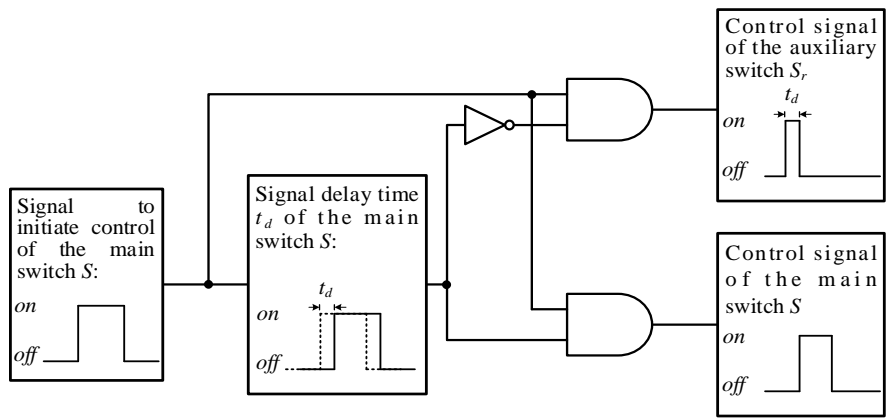 Signal to
initiate control
of the main
switch S:
on
off
Signal delay time
t_d of the main
switch S:
t_d
on
off
Control signal
of the auxiliary
switch S_r
t_d
on
off
Control signal
of the main
switch S
on
off